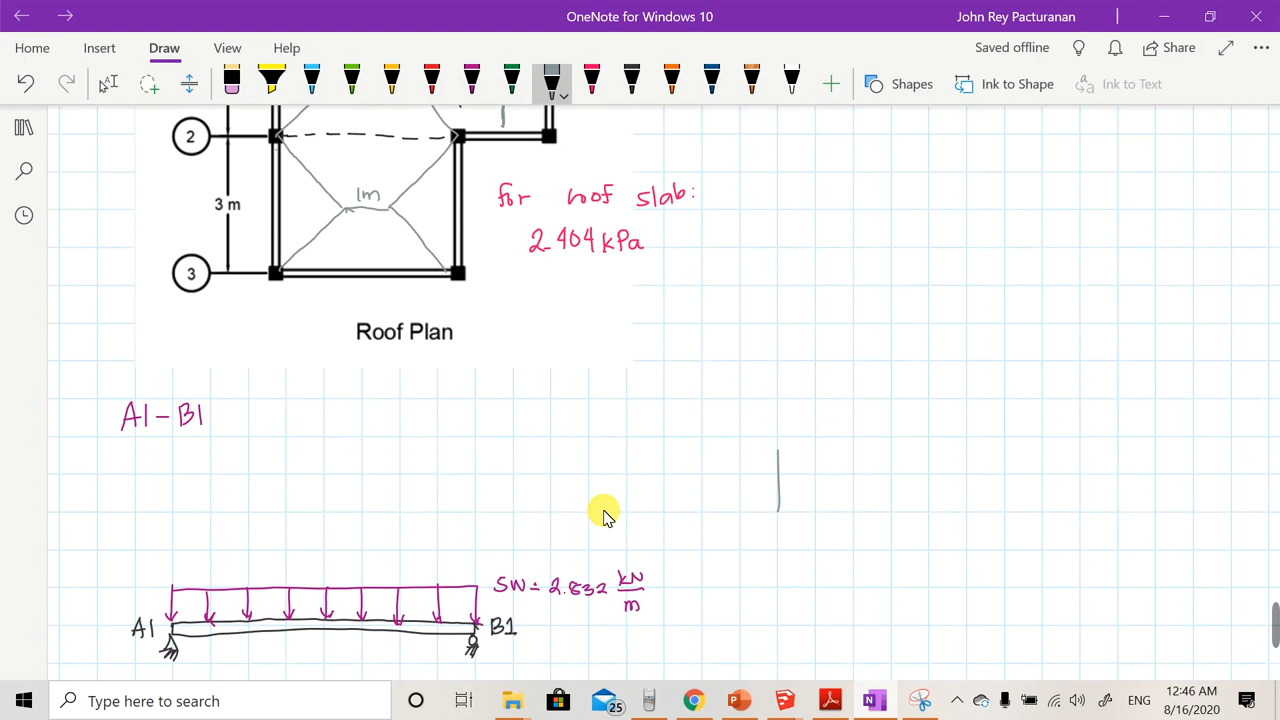 OneNote for Windows 10
John Rey Pacturanan
Home Insert Draw View Help
Saved offline
Share
Shapes
Ink to Shape
Ink to Text
2
3 m
1m
for roof slab:
2.404 kPa
3
Roof Plan
A1 - B1
SW = 2.832 kN/m
A1
B1
Type here to search
25
ENG
12:46 AM
8/16/2020